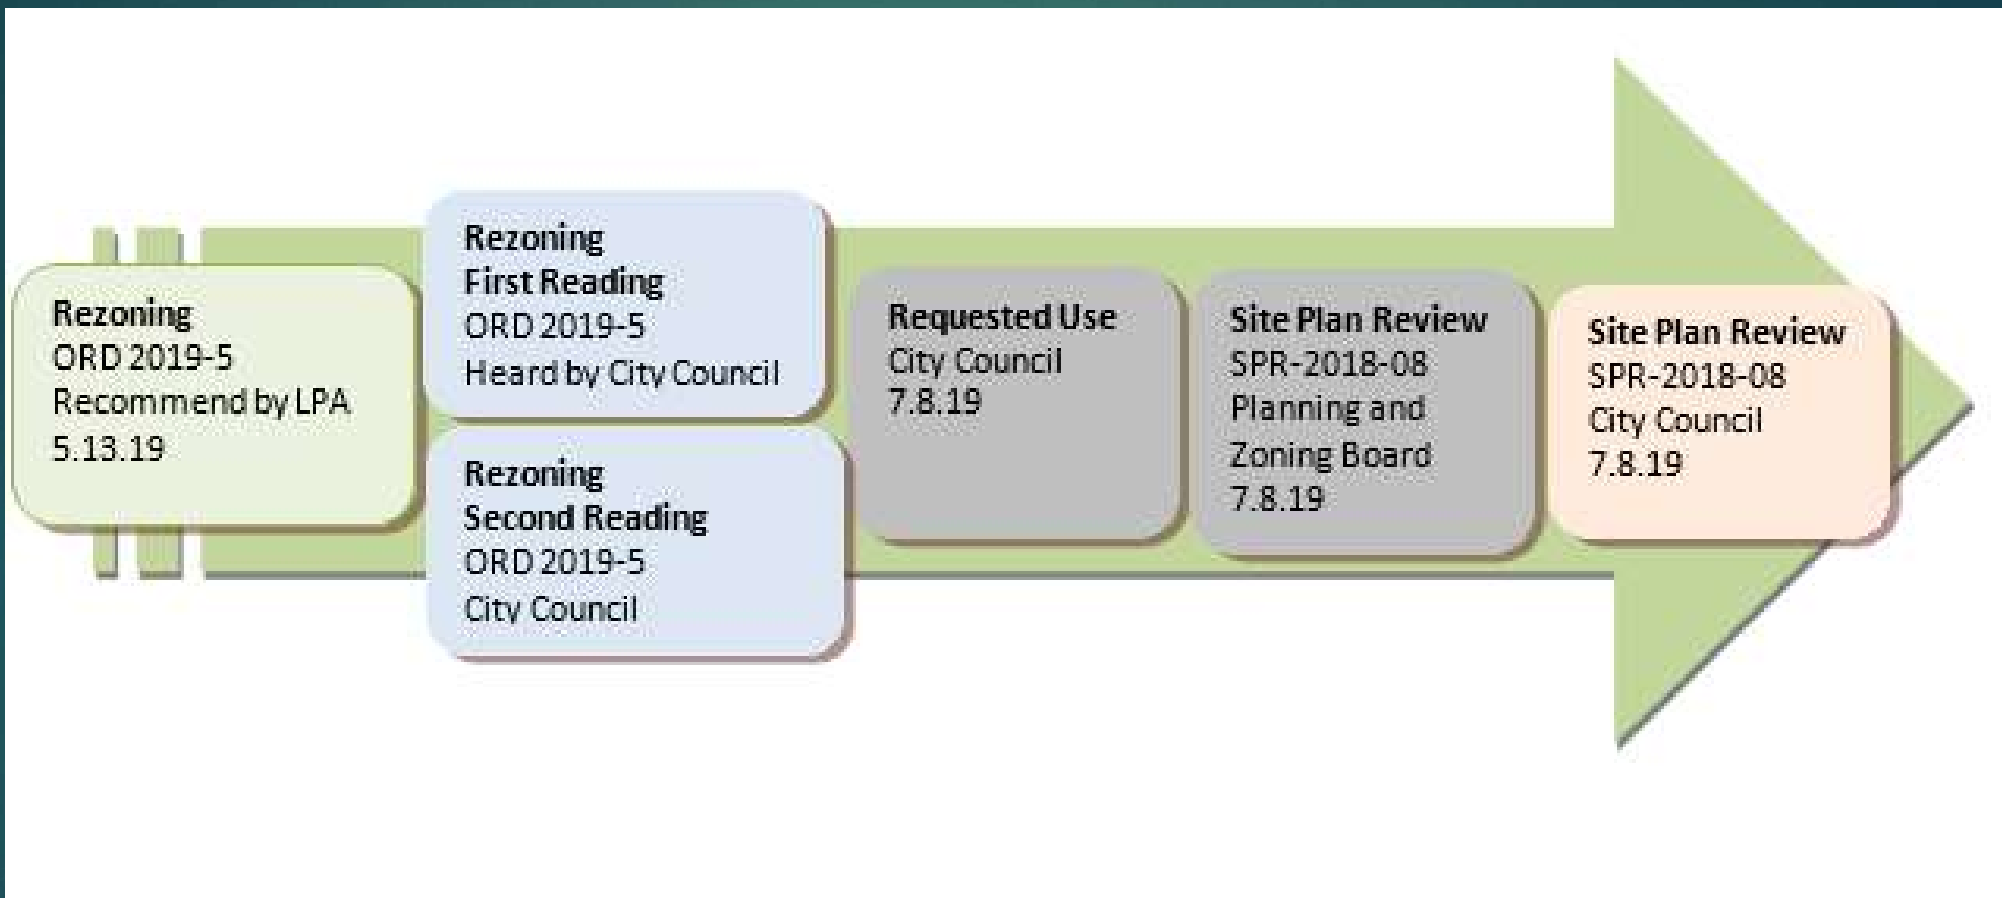 Rezoning
ORD 2019-5
Recommend by LPA
5.13.19
Rezoning
First Reading
ORD 2019-5
Heard by City Council
Rezoning
Second Reading
ORD 2019-5
City Council
Requested Use
City Council
7.8.19
Site Plan Review
SPR-2018-08
Planning and
Zoning Board
7.8.19
Site Plan Review
SPR-2018-08
City Council
7.8.19